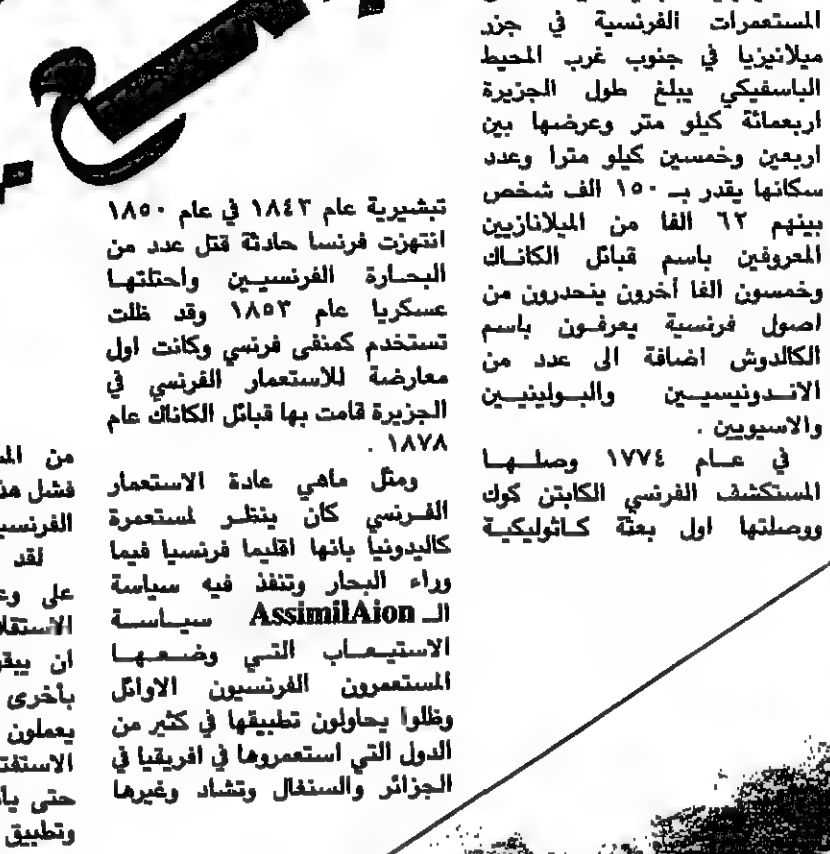 المستعمرات الفرنسية في جزر
ميلانيزيا في جنوب غرب المحيط
الباسفيكي يبلغ طول الجزيرة
اربعمائة كيلو متر وعرضها بين
اربعين وخمسين كيلو مترا وعدد
سكانها يقدر بـ ١٥٠ الف شخص
بينهم ٦٢ الفا من الميلانازيين
المعروفين باسم قبائل الكاناك
وخمسون الفا أخرون ينحدرون من
اصول فرنسية يعرفون باسم
الكالدوش اضافة الى عدد من
الاندونيسيين والبولينيين
والاسيويين .
في عام ١٧٧٤ وصلها
المستكشف الفرنسي الكابتن كوك
ووصلتها اول بعثة كاثوليكية
تبشيرية عام ١٨٤٣ في عام ١٨٥٠
انتهزت فرنسا حادثة قتل عدد من
البحارة الفرنسيين واحتلتها
عسكريا عام ١٨٥٣ وقد ظلت
تستخدم كمنفى فرنسي وكانت اول
معارضة للاستعمار الفرنسي في
الجزيرة قامت بها قبائل الكاناك عام
١٨٧٨ .
ومثل ماهي عادة الاستعمار
الفرنسي كان ينظر لمستعمرة
كاليدونيا بانها اقليما فرنسيا فيما
وراء البحار وتنفذ فيه سياسة
الـ AssimilAion سياسة
الاستيعاب التي وضعها
المستعمرون الفرنسيون الاوائل
وظلوا يحاولون تطبيقها في كثير من
الدول التي استعمروها في افريقيا في
الجزائر والسنغال وتشاد وغيرها
من
فشل
الفرنسيي
لقد
على
الاستقلا
ان
بأخرى
يعملون
الاستفتا
حتى
وتطبيق